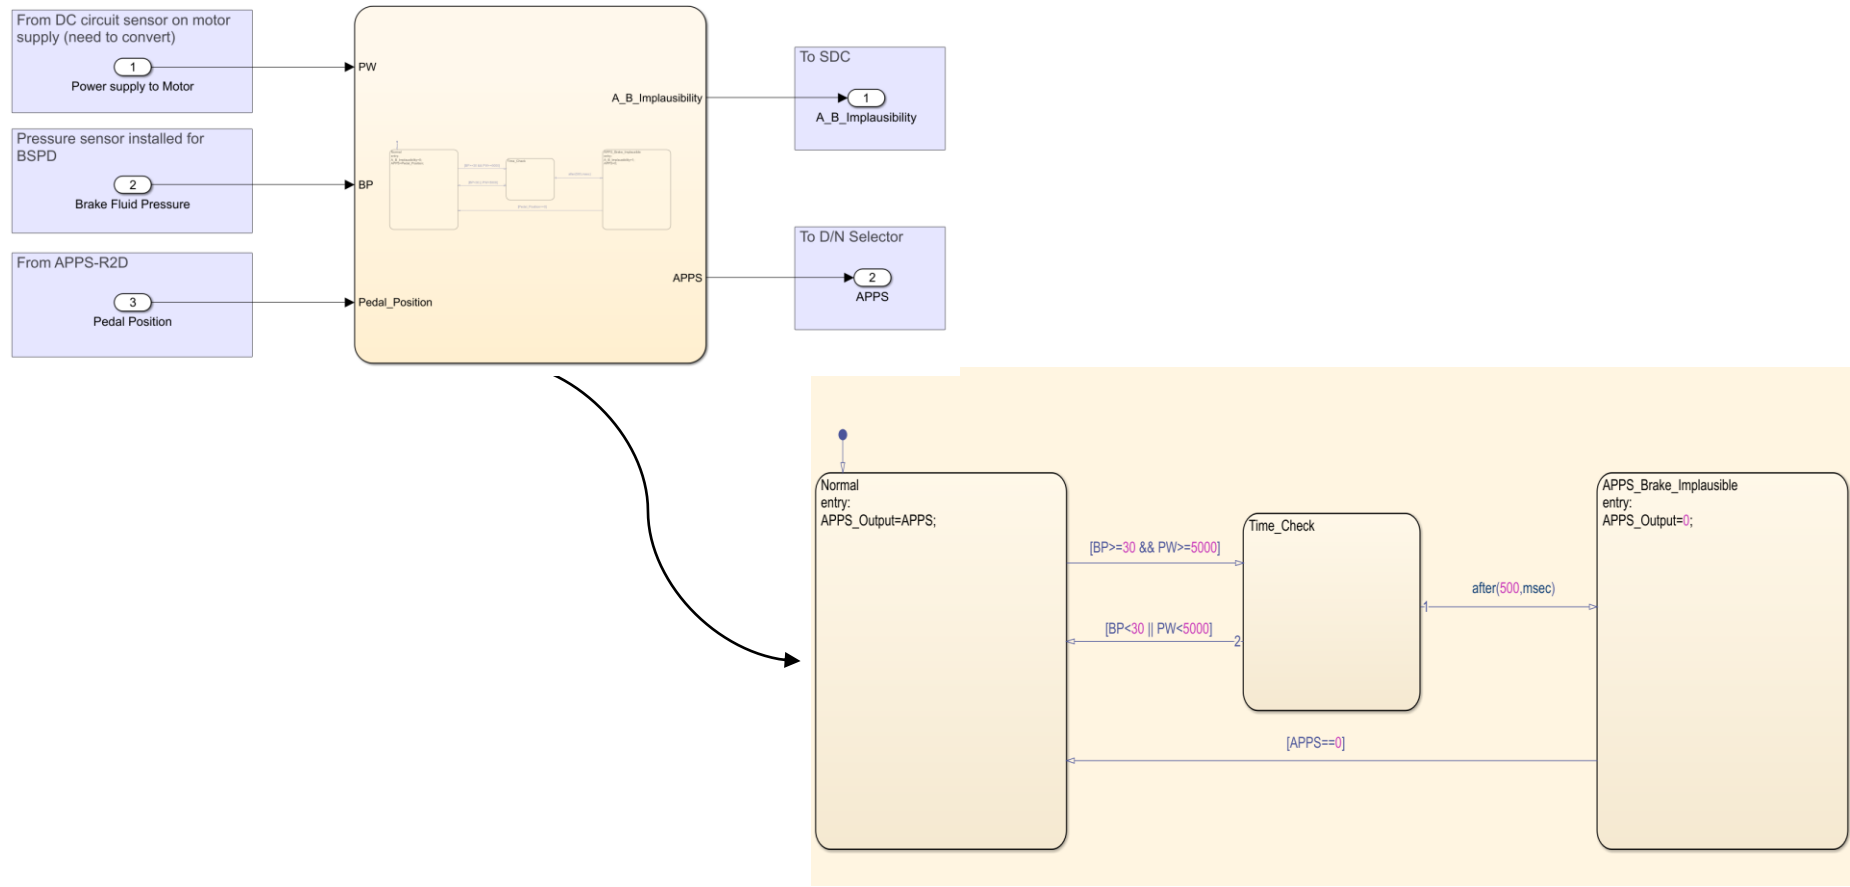 From DC circuit sensor on motor
supply (need to convert)
1
Power supply to Motor
Pressure sensor installed for
BSPD
2
Brake Fluid Pressure
From APPS-R2D
3
Pedal Position
PW
BP
Pedal_Position
A_B_Implausibility
APPS
To SDC
1
A_B_Implausibility
To D/N Selector
2
APPS
Normal
entry:
APPS_Output=APPS;
[BP>=30 && PW>=5000]
[BP<30 || PW<5000]
2
Time_Check
1
after(500,msec)
[APPS==0]
APPS_Brake_Implausible
entry:
APPS_Output=0;